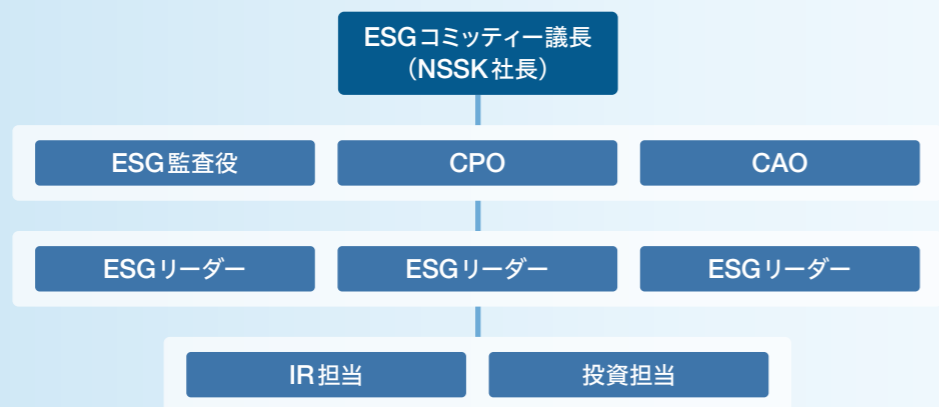 ESGコミッティー議長
（NSSK社長）
ESG監査役
CPO
CAO
ESGリーダー
ESGリーダー
ESGリーダー
IR担当
投資担当